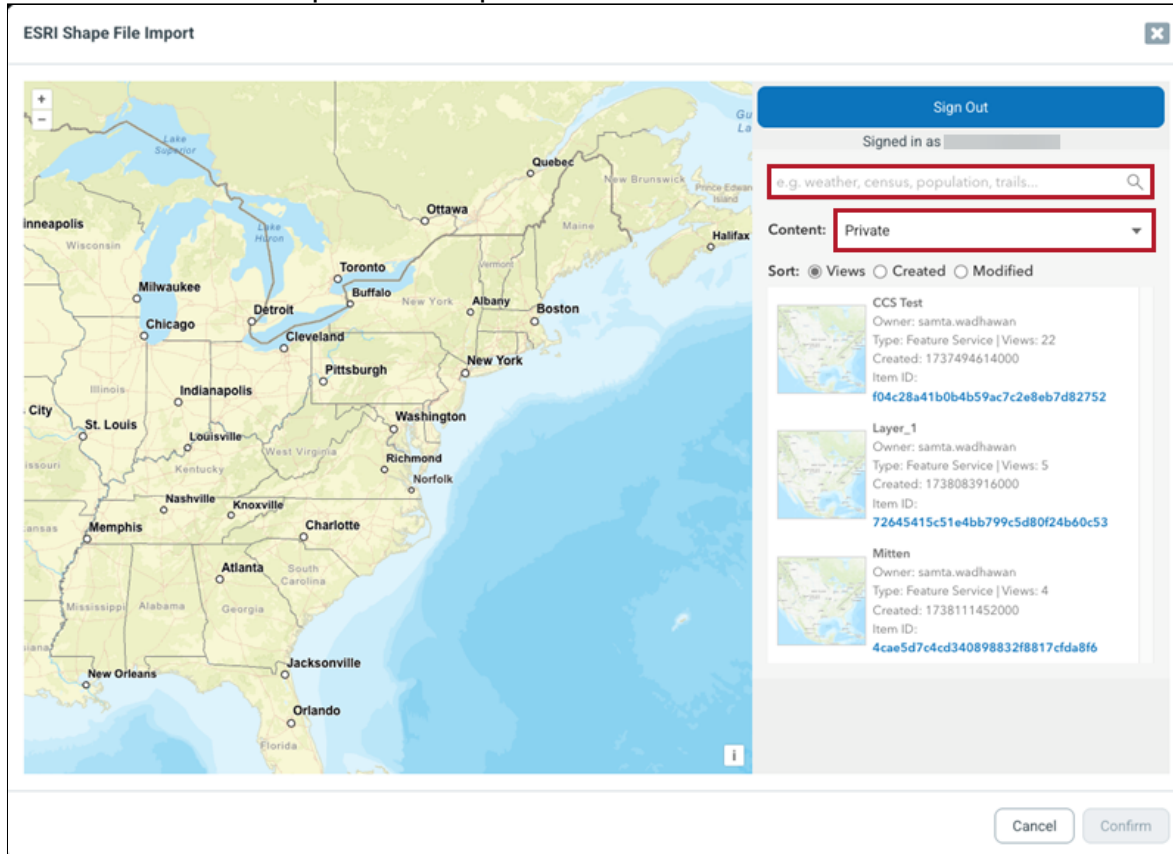 ESRI Shape File Import
+
−
Lake
Superior
Gu
La
Quebec
New Brunswick
Prince Edward
Island
Ottawa
inneapolis
Wisconsin
Lake
Huron
Maine
Halifax
Toronto
Vermont
Milwaukee
Buffalo
New York
Albany
Boston
Detroit
Chicago
Cleveland
New York
Pittsburgh
Illinois
Indianapolis
City
St. Louis
Washington
Louisville
West Virginia
issouri
Kentucky
Richmond
Norfolk
Nashville
Knoxville
ansas
Memphis
Charlotte
Atlanta
South
Carolina
Mississippi
Alabama
Georgia
iana
Jacksonville
New Orleans
Orlando
Florida
i
Sign Out
Signed in as
e.g. weather, census, population, trails...
Content: Private
Sort: Views Created Modified
CCS Test
Owner: samta.wadhawan
Type: Feature Service | Views: 22
Created: 1737494614000
Item ID:
f04c28a41b0b4b59ac7c2e8eb7d82752
Layer_1
Owner: samta.wadhawan
Type: Feature Service | Views: 5
Created: 1738083916000
Item ID:
72645415c51e4bb799c5d80f24b60c53
Mitten
Owner: samta.wadhawan
Type: Feature Service | Views: 4
Created: 1738111452000
Item ID:
4cae5d7c4cd340898832f8817cfda8f6
Cancel
Confirm